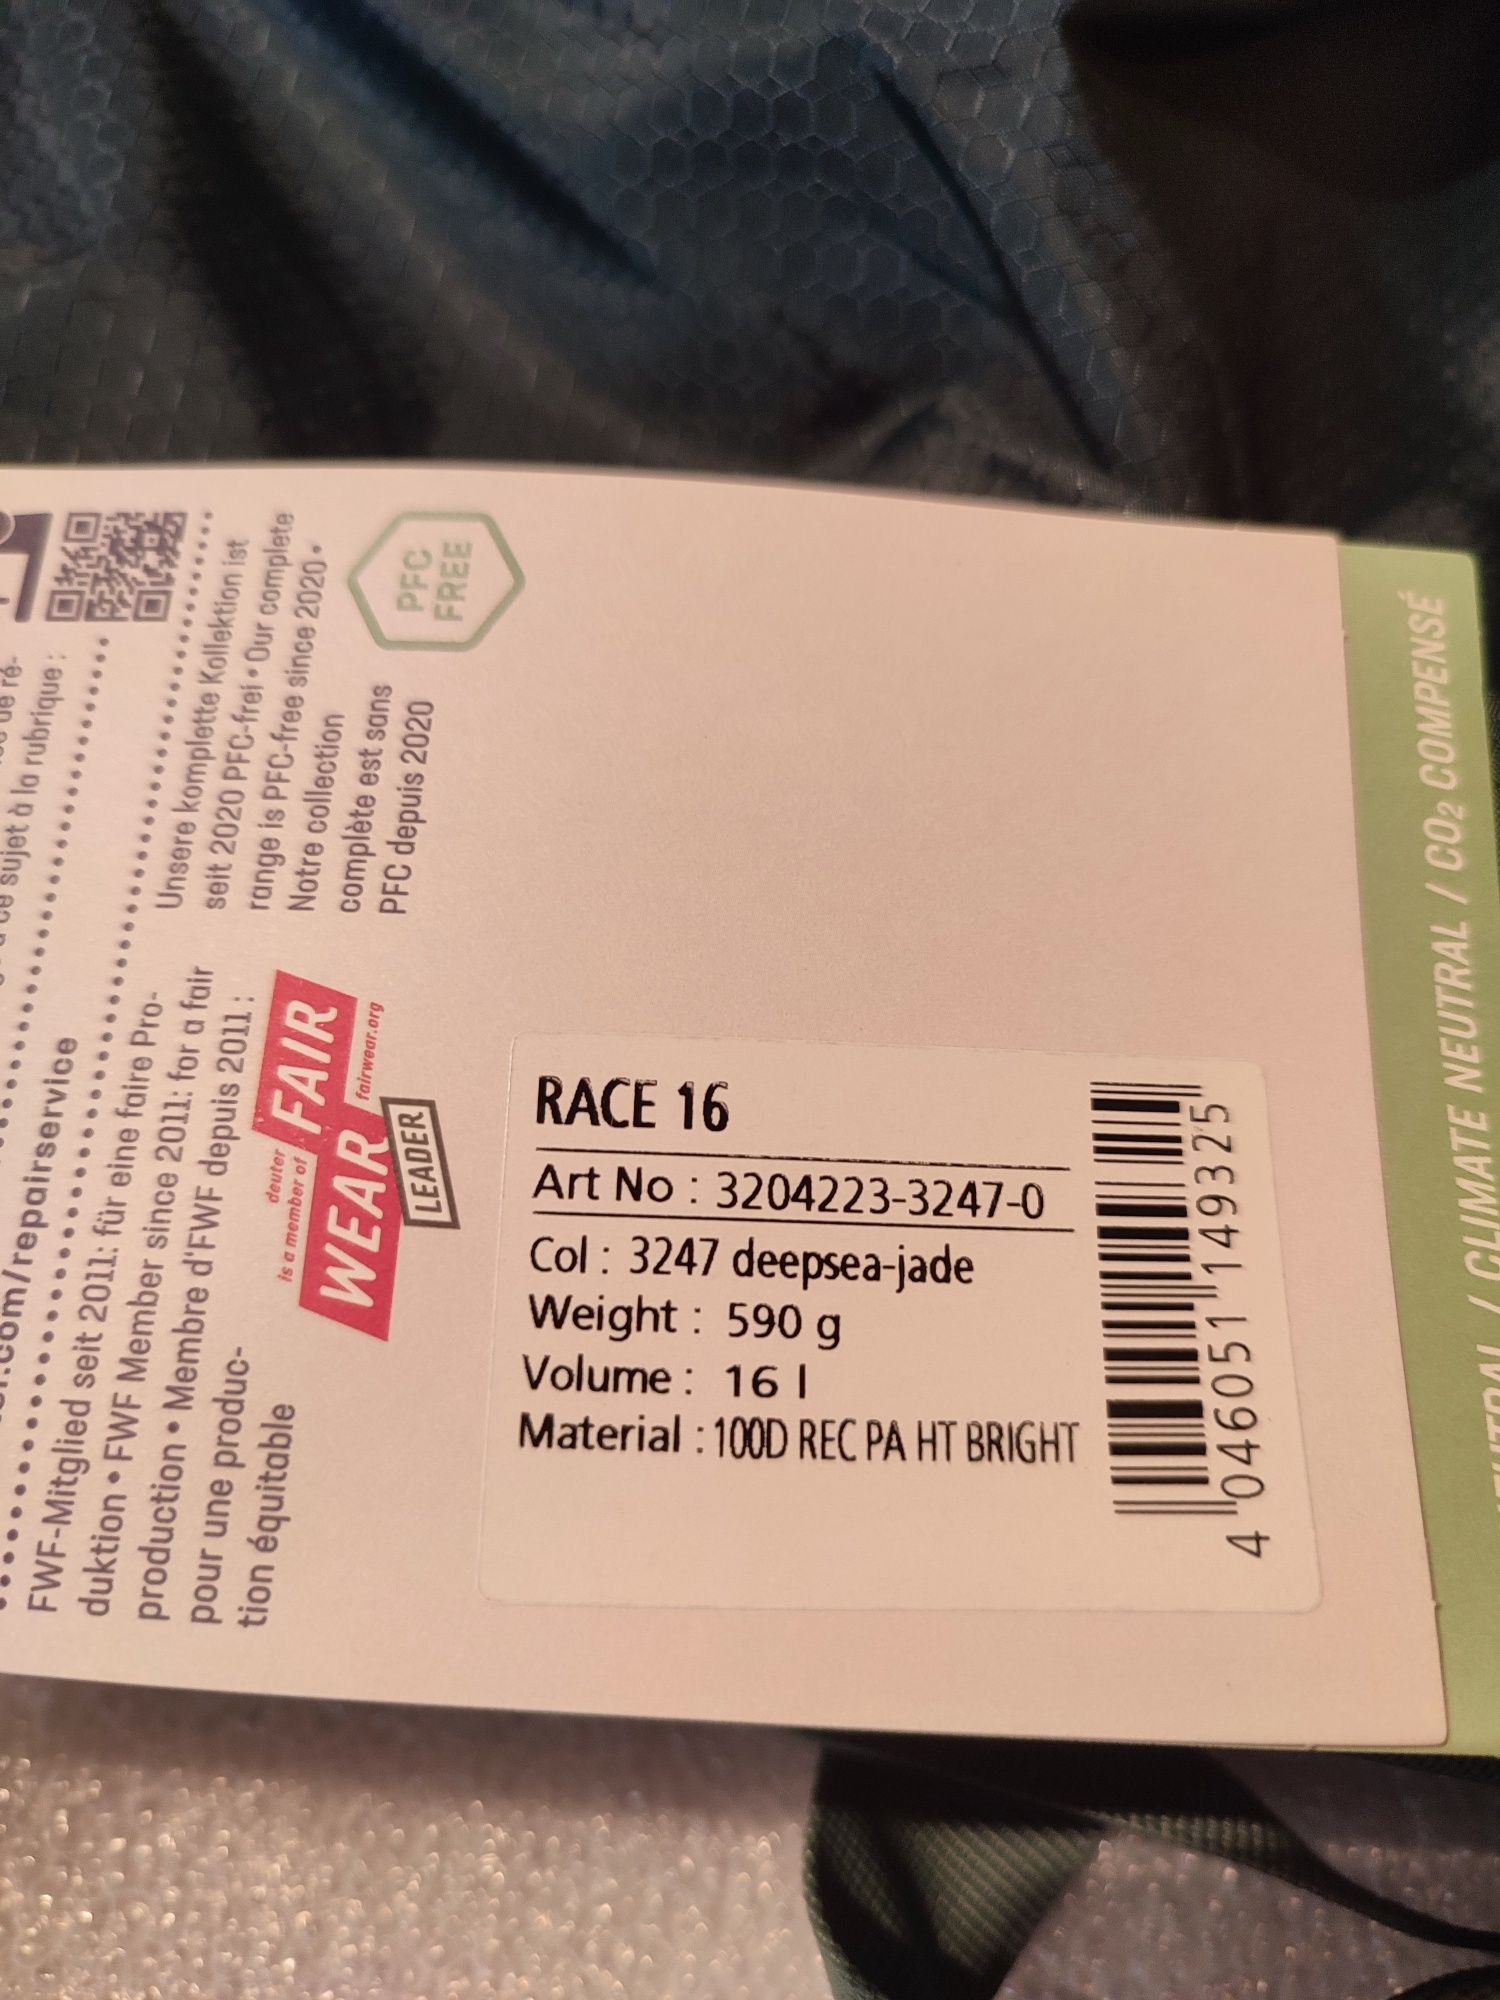 sujet à la rubrique :
.com/repairservice
FWF-Mitglied seit 2011: für eine faire Pro-
duktion • FWF Member since 2011: for a fair
production • Membre d'FWF depuis 2011 :
pour une produc-
tion équitable
deuter
is a member of
FAIR
WEAR
fairwear.org
LEADER
Unsere komplette Kollektion ist
seit 2020 PFC-frei • Our complete
range is PFC-free since 2020 •
Notre collection
complète est sans
PFC depuis 2020
PFC
FREE
RACE 16
Art No : 3204223-3247-0
Col : 3247 deepsea-jade
Weight : 590 g
Volume : 16 l
Material : 100D REC PA HT BRIGHT
4 046051 149325
/ CLIMATE NEUTRAL / CO2 COMPENSÉ